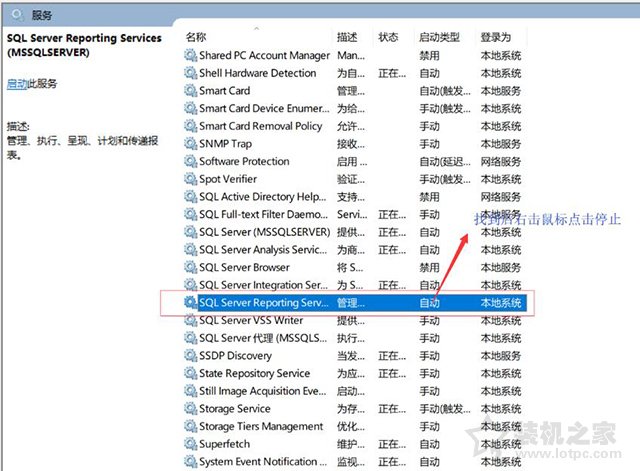 服务
SQL Server Reporting Services
(MSSQLSERVER)
启动此服务
描述:
管理、执行、呈现、计划和传递报
表。
名称 描述 状态 启动类型 登录为
Shared PC Account Manager Man... 禁用 本地系统
Shell Hardware Detection 为自... 正在... 自动 本地系统
Smart Card 管理... 自动(触发... 本地服务
Smart Card Device Enumer... 为给... 手动(触发... 本地系统
Smart Card Removal Policy 允许... 手动 本地系统
SNMP Trap 接收... 手动 本地服务
Software Protection 启用 ... 自动(延迟... 网络服务
Spot Verifier 验证... 手动(触发... 本地系统
SQL Active Directory Help... 支持... 禁用 网络服务
SQL Full-text Filter Daemo... Servi... 正在... 手动 本地服务
找到后右击鼠标点击停止
SQL Server (MSSQLSERVER) 提供... 正在... 自动 本地系统
SQL Server Analysis Servic... 为商... 正在... 自动 本地系统
SQL Server Browser 将 S... 禁用 本地服务
SQL Server Integration Ser... 为 S... 正在... 自动 本地系统
SQL Server Reporting Serv... 管理... 自动 本地系统
SQL Server VSS Writer 提供... 手动 本地系统
SQL Server 代理 (MSSQLS... 执行... 手动 本地系统
SSDP Discovery 当发... 正在... 手动 本地服务
State Repository Service 为应... 正在... 手动 本地系统
Still Image Acquisition Eve... 启动... 手动 本地系统
Storage Service 为存... 正在... 手动(触发... 本地系统
Storage Tiers Management 优化... 手动 本地系统
Superfetch 维护... 正在... 自动 本地系统
System Event Notification ... 监视... 正在... 自动 本地系统
装机之家
www.lotpc.com